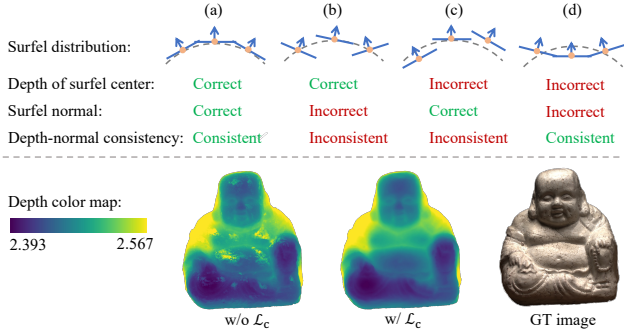 (a) (b) (c) (d)
Surfel distribution:
Depth of surfel center: Correct Correct Incorrect Incorrect
Surfel normal: Correct Incorrect Correct Incorrect
Depth-normal consistency: Consistent Inconsistent Inconsistent Consistent
Depth color map:
2.393 2.567
w/o ℒc w/ ℒc GT image